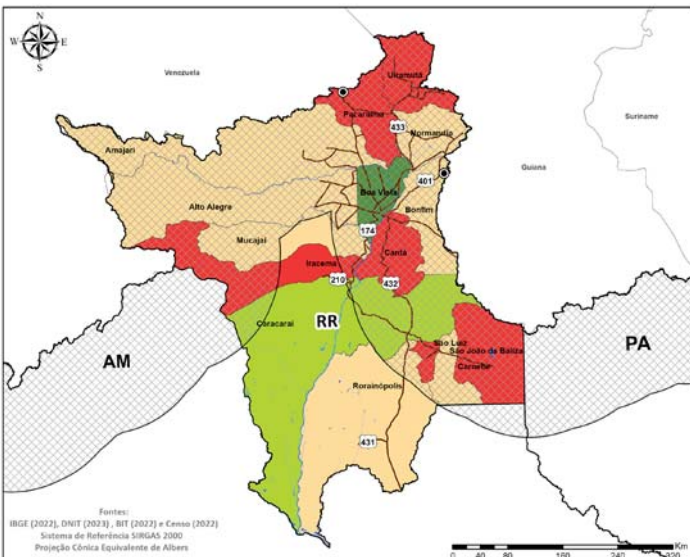 N
W
E
S
Venezuela
Uiramutã
Pacaraima
433
Normandia
Suriname
Amajari
Guiana
401
Boa Vista
Alto Alegre
Bonfim
Mucajaí
174
Cantá
Iracema
210
432
Caracaraí
RR
AM
PA
São Luiz
São João da Baliza
Caroebe
Rorainópolis
431
Fontes:
IBGE (2022), DNIT (2023) , BIT (2022) e Censo (2022)
Sistema de Referência SIRGAS 2000
Projeção Cônica Equivalente de Albers
Km
0 40 80 160 240 320